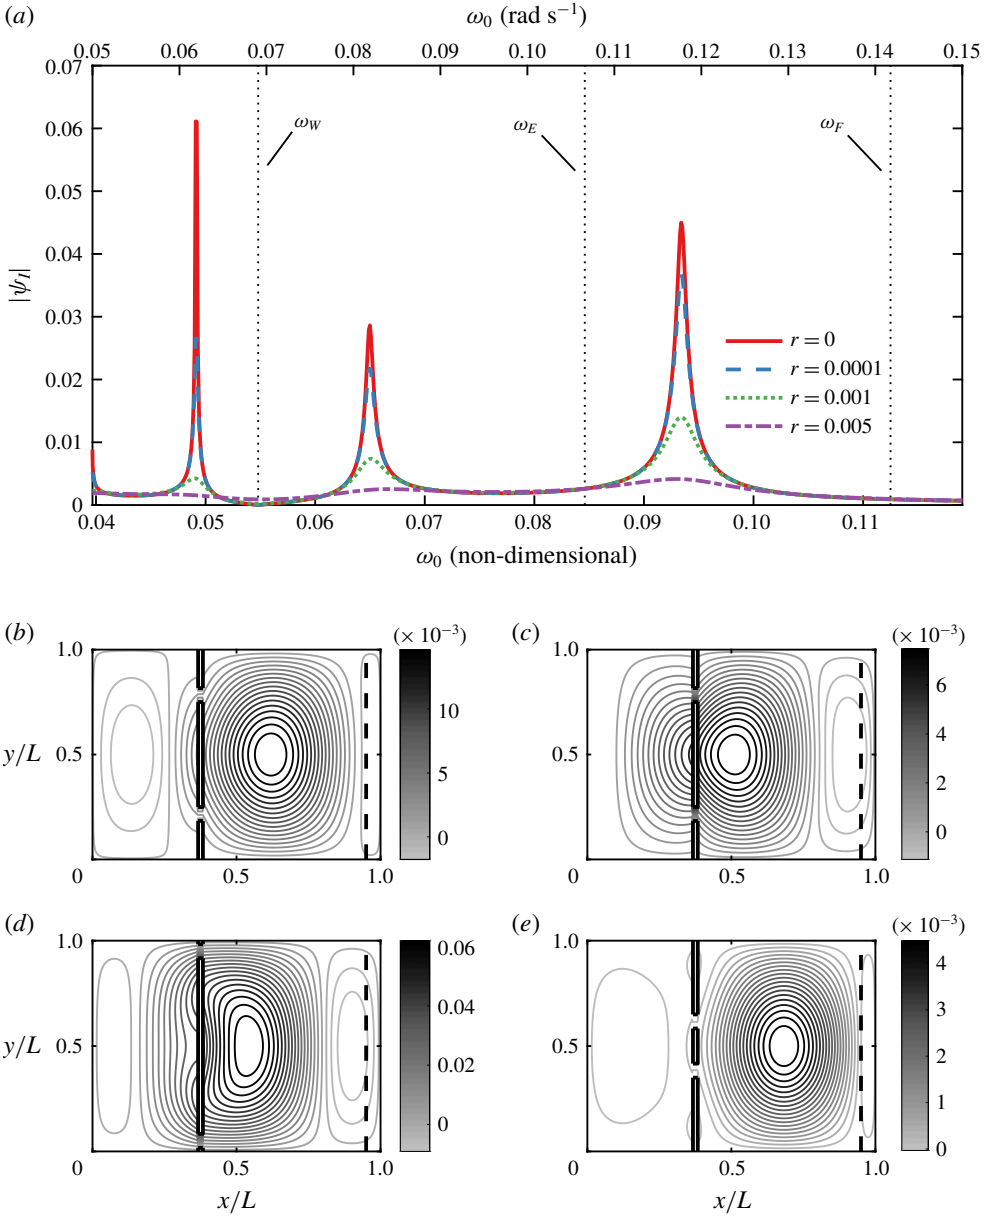 (a)
ω0 (rad s−1)
0.05 0.06 0.07 0.08 0.09 0.10 0.11 0.12 0.13 0.14 0.15
0.07
0.06
0.05
0.04
0.03
0.02
0.01
0
|ψI|
ωW
ωE
ωF
r = 0
r = 0.0001
r = 0.001
r = 0.005
0.04 0.05 0.06 0.07 0.08 0.09 0.10 0.11
ω0 (non-dimensional)
(b)
(× 10−3)
1.0
y/L 0.5
0 0.5 1.0
10
5
0
(c)
(× 10−3)
1.0
0.5
0 0.5 1.0
6
4
2
0
(d)
1.0
y/L 0.5
0 0.5 1.0
x/L
0.06
0.04
0.02
0
(e)
(× 10−3)
1.0
0.5
0 0.5 1.0
x/L
4
3
2
1
0